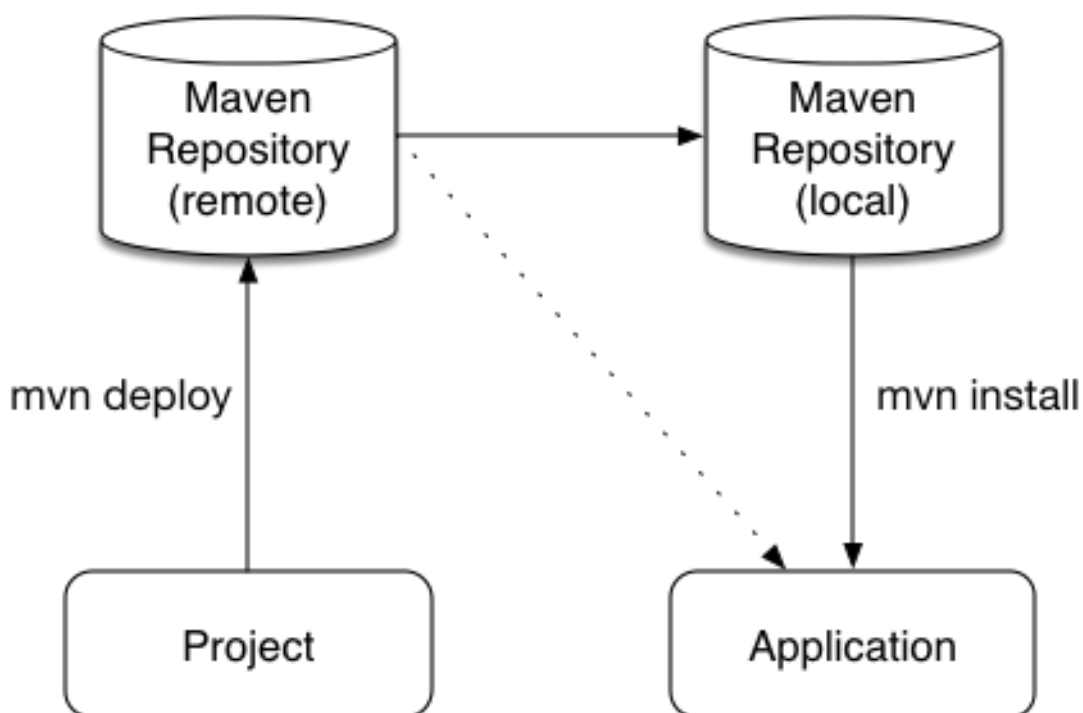 Maven
Repository
(remote)
Maven
Repository
(local)
mvn deploy
mvn install
Project
Application